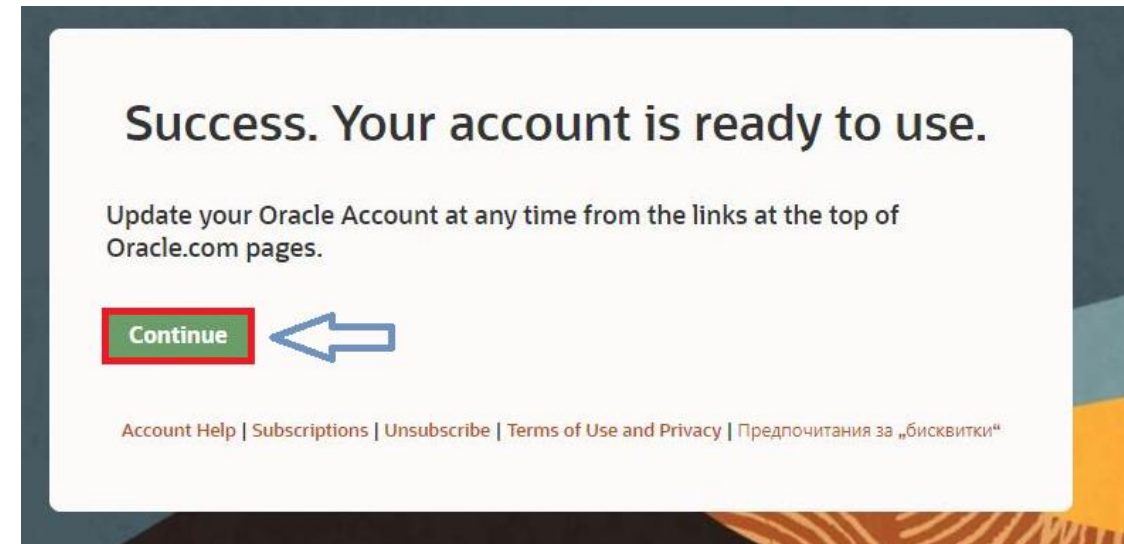 Success. Your account is ready to use.
Update your Oracle Account at any time from the links at the top of
Oracle.com pages.
Continue
Account Help | Subscriptions | Unsubscribe | Terms of Use and Privacy | Предпочитания за „бисквитки“